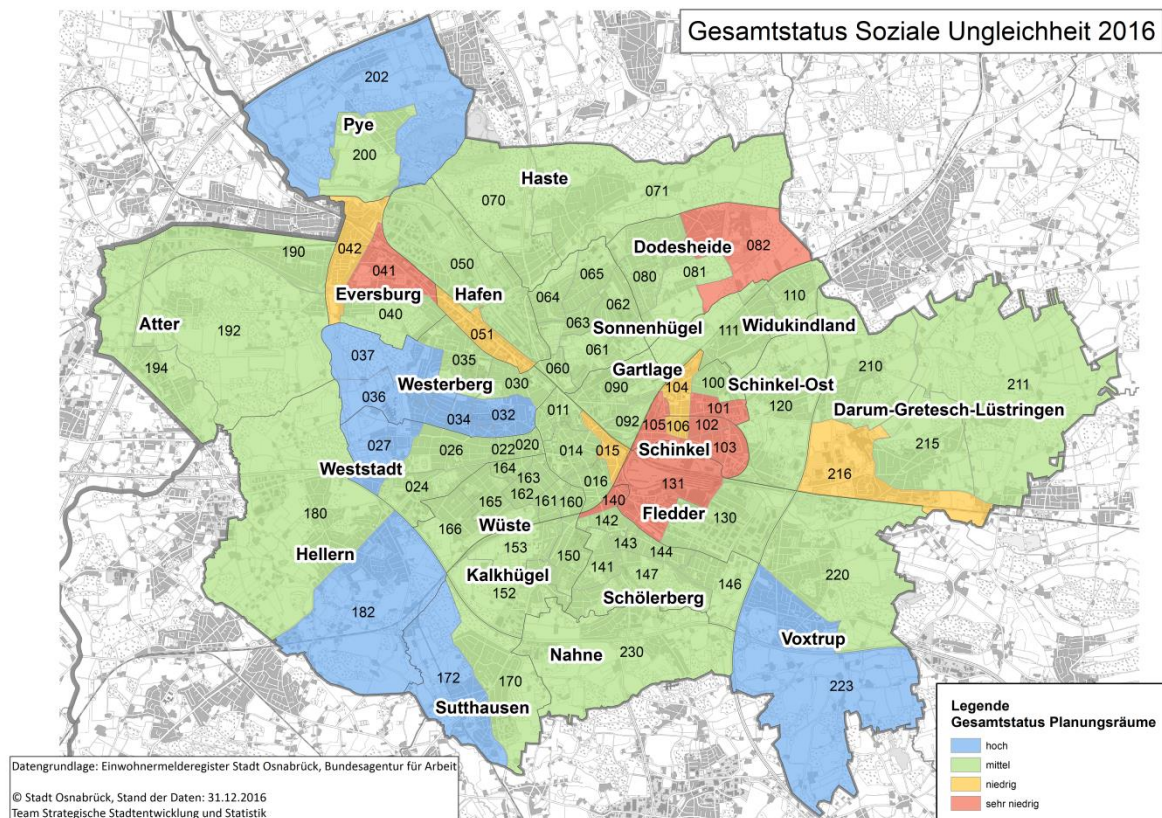 Gesamtstatus Soziale Ungleichheit 2016
202
Pye
200
Haste
071
070
042
190
Dodesheide
082
041
050
065
080
081
Eversburg
Hafen
064
062
110
040
Atter
192
051
063
Sonnenhügel
111
Widukindland
037
035
061
194
Westerberg
030
060
Gartlage
210
211
036
090
104
100
Schinkel-Ost
034
032
011
101
120
Darum-Gretesch-Lüstringen
092
105
106
102
027
026
022
020
014
015
Schinkel
103
215
Weststadt
164
216
024
163
016
131
180
165
162
161
160
140
Fledder
130
166
Wüste
142
Hellern
153
150
143
144
141
220
Kalkhügel
147
146
152
Schölerberg
182
Voxtrup
Nahne
230
172
170
223
Sutthausen
Legende
Gesamtstatus Planungsräume
hoch
mittel
niedrig
sehr niedrig
Datengrundlage: Einwohnermelderegister Stadt Osnabrück, Bundesagentur für Arbeit
© Stadt Osnabrück, Stand der Daten: 31.12.2016
Team Strategische Stadtentwicklung und Statistik